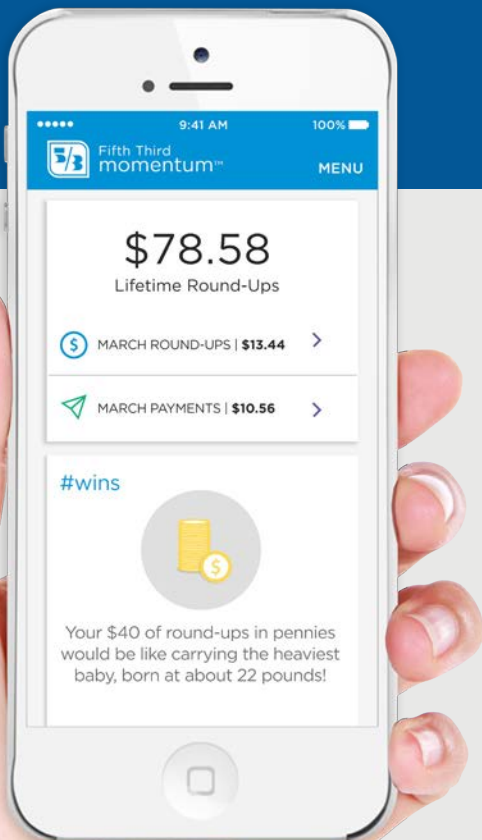 9:41 AM 100%
5/3 Fifth Third
momentum™ MENU
$78.58
Lifetime Round-Ups
$ MARCH ROUND-UPS | $13.44 >
MARCH PAYMENTS | $10.56 >
#wins
$
Your $40 of round-ups in pennies
would be like carrying the heaviest
baby, born at about 22 pounds!